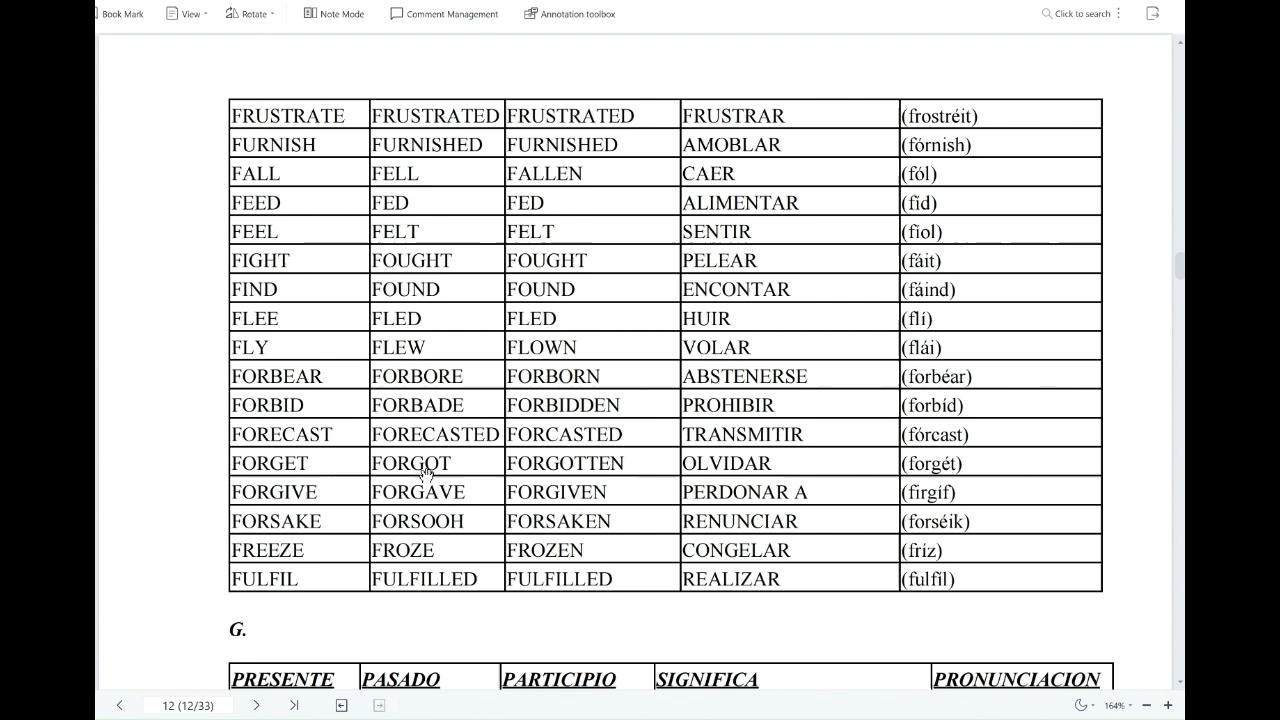 Book Mark View Rotate Note Mode Comment Management Annotation toolbox Click to search
FRUSTRATE FRUSTRATED FRUSTRATED FRUSTRAR (frostréit)
FURNISH FURNISHED FURNISHED AMOBLAR (fórnish)
FALL FELL FALLEN CAER (fól)
FEED FED FED ALIMENTAR (fíd)
FEEL FELT FELT SENTIR (fíol)
FIGHT FOUGHT FOUGHT PELEAR (fáit)
FIND FOUND FOUND ENCONTAR (fáind)
FLEE FLED FLED HUIR (flí)
FLY FLEW FLOWN VOLAR (flái)
FORBEAR FORBORE FORBORN ABSTENERSE (forbéar)
FORBID FORBADE FORBIDDEN PROHIBIR (forbíd)
FORECAST FORECASTED FORCASTED TRANSMITIR (fórcast)
FORGET FORGOT FORGOTTEN OLVIDAR (forgét)
FORGIVE FORGAVE FORGIVEN PERDONAR A (firgíf)
FORSAKE FORSOOH FORSAKEN RENUNCIAR (forséik)
FREEZE FROZE FROZEN CONGELAR (fríz)
FULFIL FULFILLED FULFILLED REALIZAR (fulfíl)
G.
PRESENTE PASADO PARTICIPIO SIGNIFICA PRONUNCIACION
12 (12/33) 164%